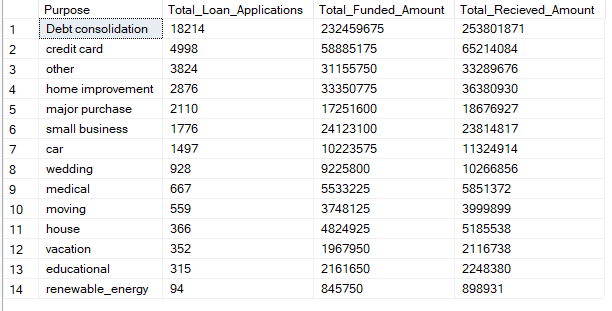 Purpose Total_Loan_Applications Total_Funded_Amount Total_Recieved_Amount
1 Debt consolidation 18214 232459675 253801871
2 credit card 4998 58885175 65214084
3 other 3824 31155750 33289676
4 home improvement 2876 33350775 36380930
5 major purchase 2110 17251600 18676927
6 small business 1776 24123100 23814817
7 car 1497 10223575 11324914
8 wedding 928 9225800 10266856
9 medical 667 5533225 5851372
10 moving 559 3748125 3999899
11 house 366 4824925 5185538
12 vacation 352 1967950 2116738
13 educational 315 2161650 2248380
14 renewable_energy 94 845750 898931